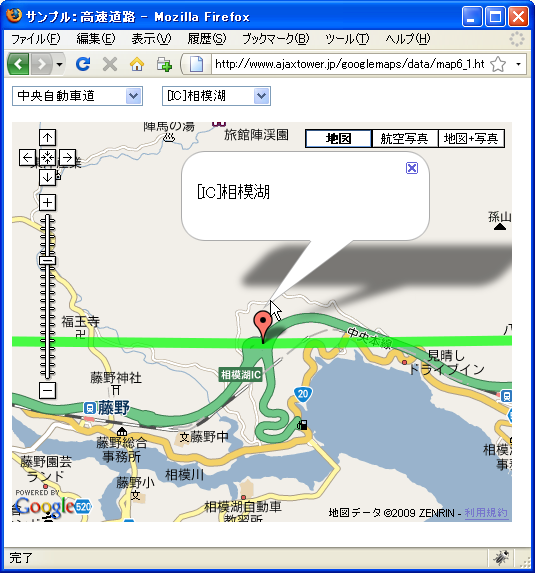 サンプル：高速道路 - Mozilla Firefox
ファイル(F) 編集(E) 表示(V) 履歴(S) ブックマーク(B) ツール(T) ヘルプ(H)
http://www.ajaxtower.jp/googlemaps/data/map6_1.ht
中央自動車道 [IC]相模湖
陣馬の湯
旅館陣渓園
地図 航空写真 地図+写真
[IC]相模湖
孫山
福王寺
中央本線
見晴し
ドライブイン
相模湖IC
藤野神社
藤野
20
藤野総合
事務所
藤野中
藤野園芸
ランド
相模川
藤野小
相模湖自動車
教習所
POWERED BY
Google
520
地図データ ©2009 ZENRIN - 利用規約
完了